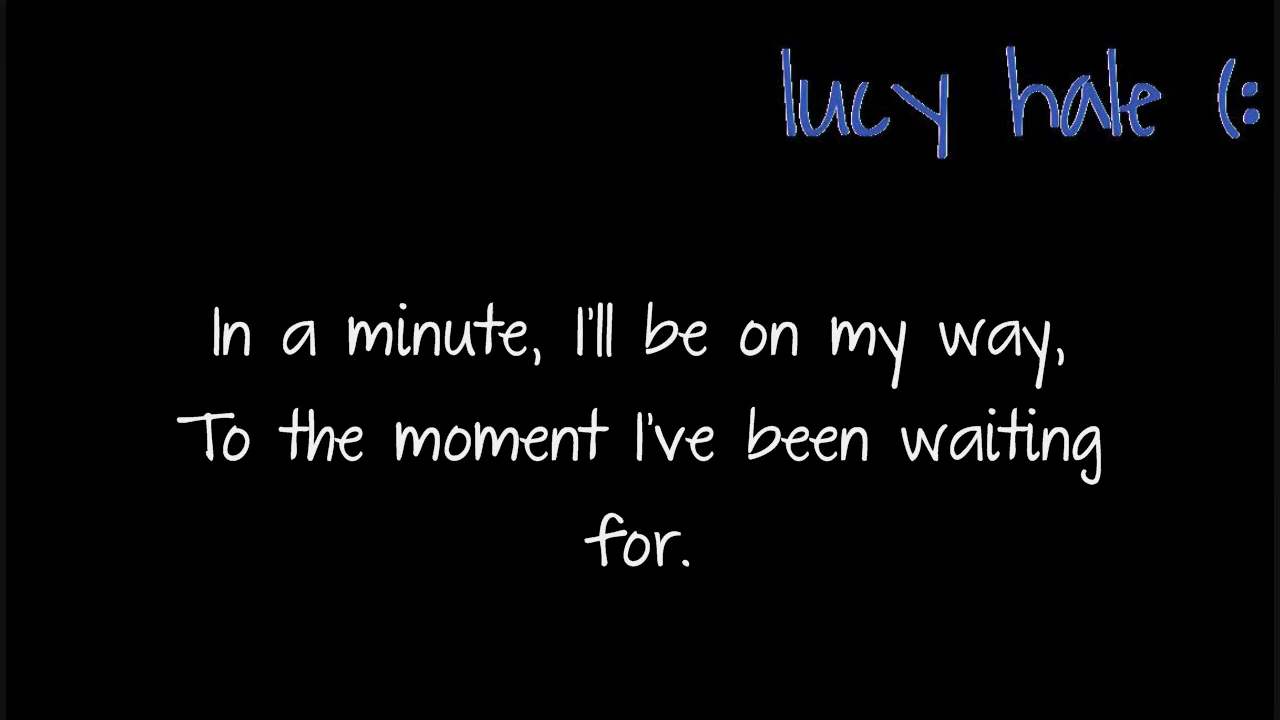 lucy hale (:
In a minute, I'll be on my way,
To the moment I've been waiting
for.